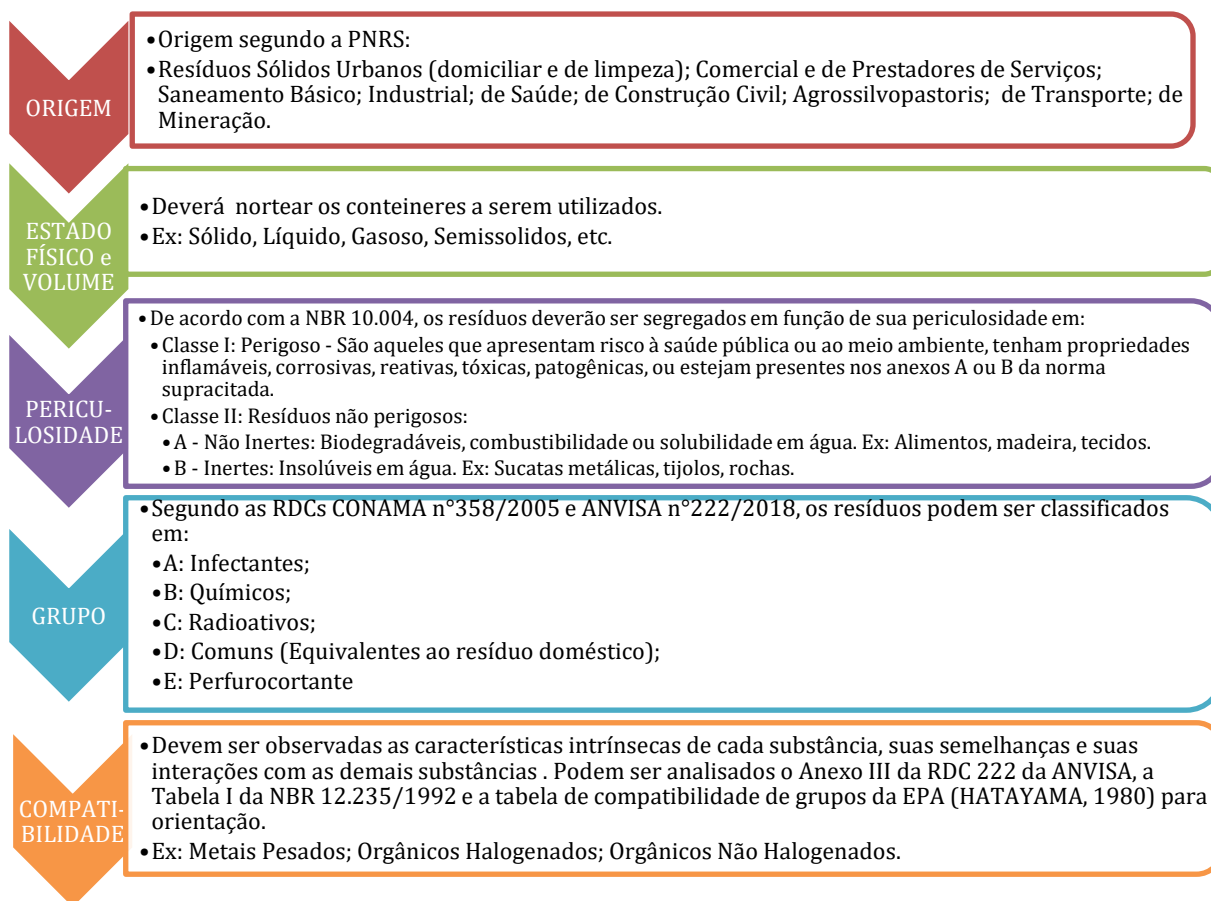 ORIGEM
•Origem segundo a PNRS:
•Resíduos Sólidos Urbanos (domiciliar e de limpeza); Comercial e de Prestadores de Serviços;
Saneamento Básico; Industrial; de Saúde; de Construção Civil; Agrossilvopastoris; de Transporte; de
Mineração.
ESTADO
FÍSICO e
VOLUME
•Deverá nortear os conteineres a serem utilizados.
•Ex: Sólido, Líquido, Gasoso, Semissolidos, etc.
PERICU-
LOSIDADE
•De acordo com a NBR 10.004, os resíduos deverão ser segregados em função de sua periculosidade em:
•Classe I: Perigoso - São aqueles que apresentam risco à saúde pública ou ao meio ambiente, tenham propriedades
inflamáveis, corrosivas, reativas, tóxicas, patogênicas, ou estejam presentes nos anexos A ou B da norma
supracitada.
•Classe II: Resíduos não perigosos:
•A - Não Inertes: Biodegradáveis, combustibilidade ou solubilidade em água. Ex: Alimentos, madeira, tecidos.
•B - Inertes: Insolúveis em água. Ex: Sucatas metálicas, tijolos, rochas.
GRUPO
•Segundo as RDCs CONAMA n°358/2005 e ANVISA n°222/2018, os resíduos podem ser classificados
em:
•A: Infectantes;
•B: Químicos;
•C: Radioativos;
•D: Comuns (Equivalentes ao resíduo doméstico);
•E: Perfurocortante
COMPATI-
BILIDADE
•Devem ser observadas as características intrínsecas de cada substância, suas semelhanças e suas
interações com as demais substâncias . Podem ser analisados o Anexo III da RDC 222 da ANVISA, a
Tabela I da NBR 12.235/1992 e a tabela de compatibilidade de grupos da EPA (HATAYAMA, 1980) para
orientação.
•Ex: Metais Pesados; Orgânicos Halogenados; Orgânicos Não Halogenados.